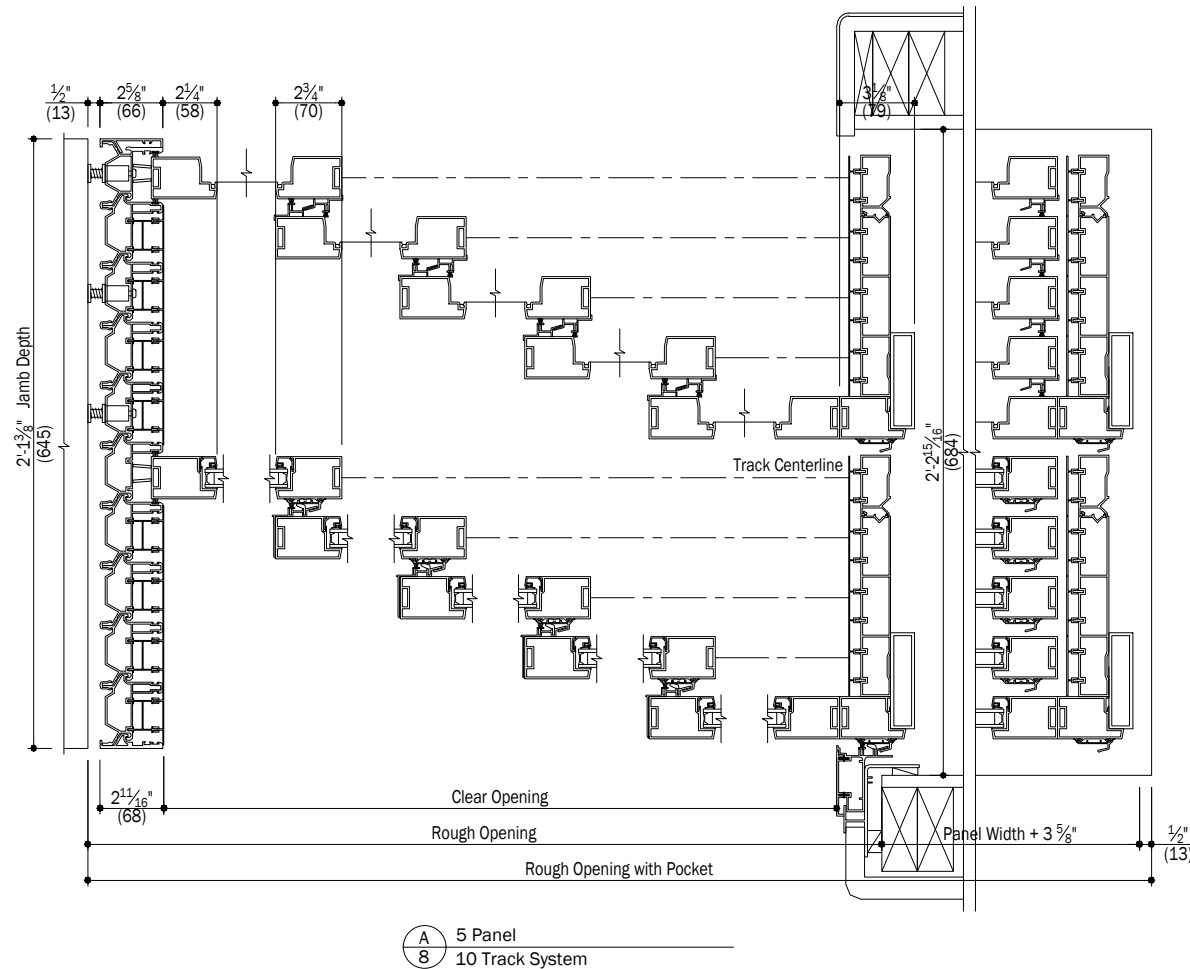 ½" 2⅝" 2¼" 2¾" 3⅛"
(13) (66) (58) (70) (79)
2'-1⅜" Jamb Depth
(645)
Track Centerline
2'-2¹⁵⁄₁₆"
(684)
2¹¹⁄₁₆"
(68)
Clear Opening
Rough Opening
Panel Width + 3 ⅝"
½"
(13)
Rough Opening with Pocket
A 5 Panel
8 10 Track System